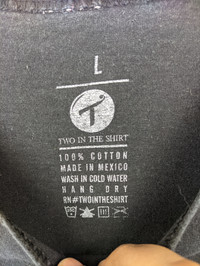 L
T
TWO IN THE SHIRT
100% COTTON
MADE IN MEXICO
WASH IN COLD WATER
HANG DRY
RN#TWOINTHESHIRT